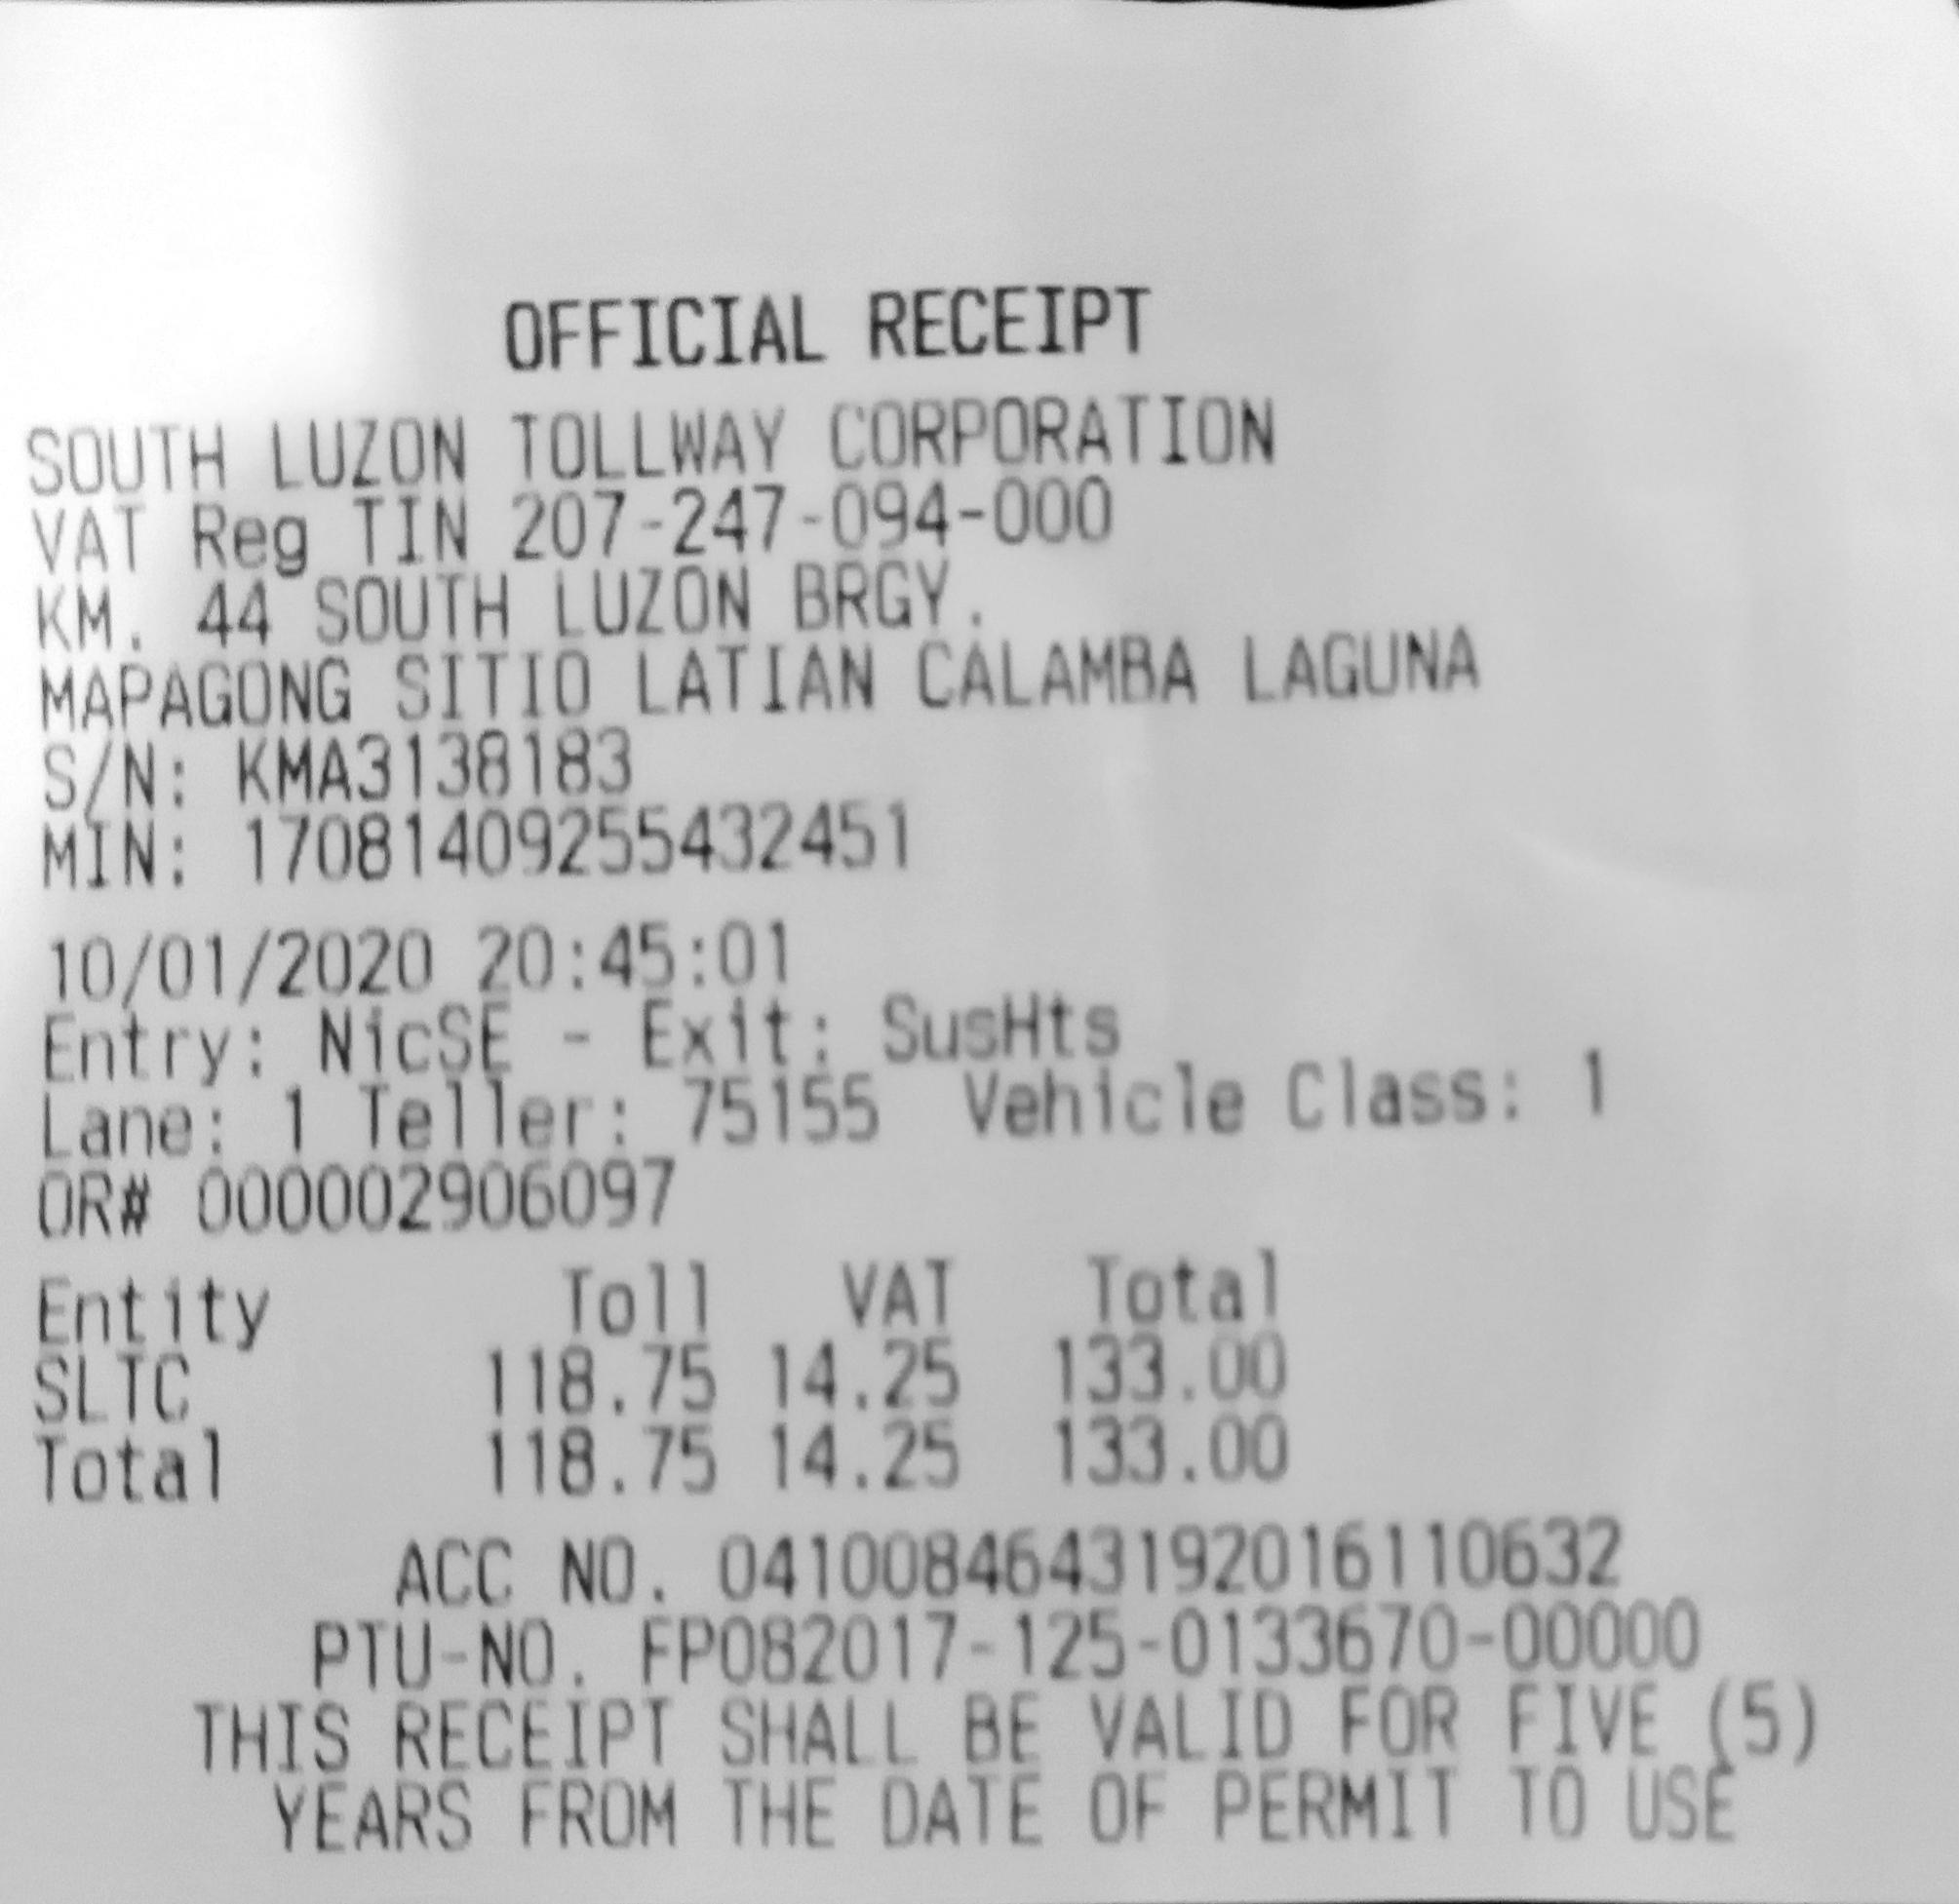 OFFICIAL RECEIPT
SOUTH LUZON TOLLWAY CORPORATION
VAT Reg TIN 207-247-094-000
KM. 44 SOUTH LUZON BRGY.
MAPAGONG SITIO LATIAN CALAMBA LAGUNA
S/N: KMA3138183
MIN: 17081409255432451
10/01/2020 20:45:01
Entry: NicSE - Exit: SusHts
Lane: 1 Teller: 75155 Vehicle Class: 1
OR# 000002906097
Entity Toll VAT Total
SLTC 118.75 14.25 133.00
Total 118.75 14.25 133.00
ACC NO. 0410084643192016110632
PTU-NO. FP082017-125-0133670-00000
THIS RECEIPT SHALL BE VALID FOR FIVE (5)
YEARS FROM THE DATE OF PERMIT TO USE